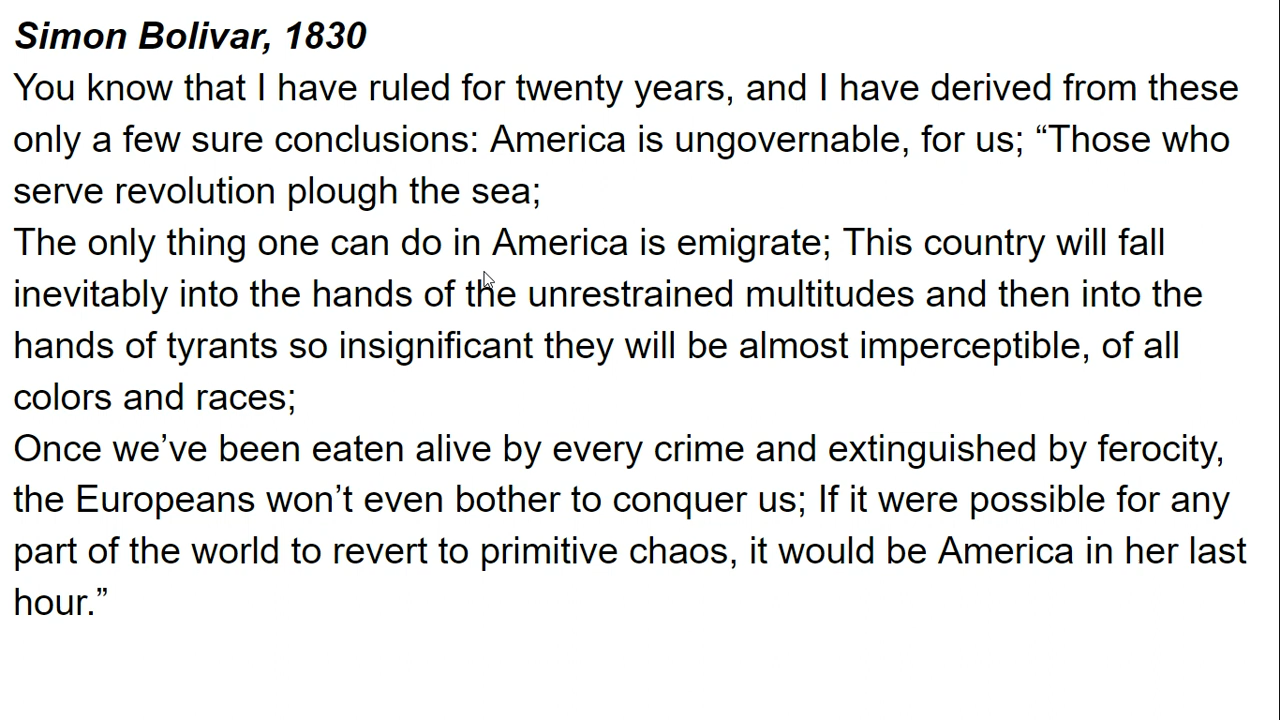 Simon Bolivar, 1830
You know that I have ruled for twenty years, and I have derived from these
only a few sure conclusions: America is ungovernable, for us; “Those who
serve revolution plough the sea;
The only thing one can do in America is emigrate; This country will fall
inevitably into the hands of the unrestrained multitudes and then into the
hands of tyrants so insignificant they will be almost imperceptible, of all
colors and races;
Once we’ve been eaten alive by every crime and extinguished by ferocity,
the Europeans won’t even bother to conquer us; If it were possible for any
part of the world to revert to primitive chaos, it would be America in her last
hour.”